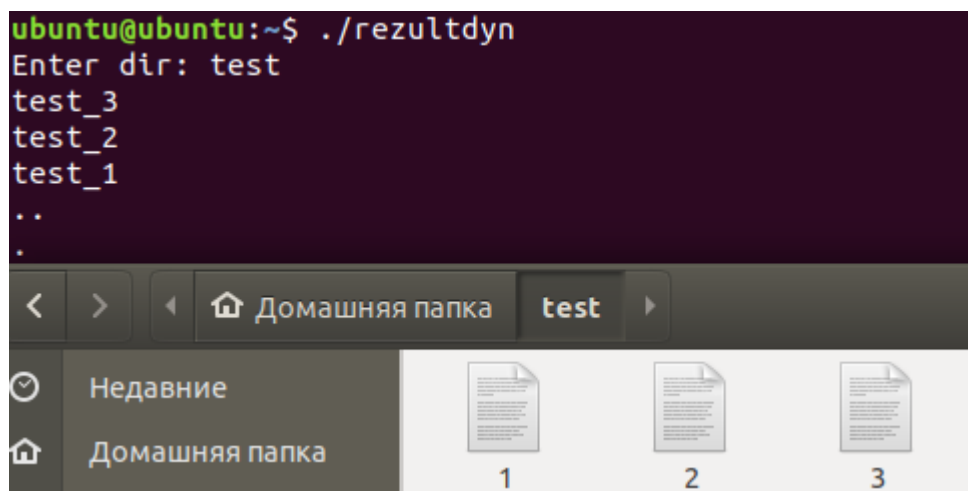 ubuntu@ubuntu:~$ ./rezultdyn
Enter dir: test
test_3
test_2
test_1
..
.
Домашняя папка test
Недавние
Домашняя папка
1 2 3